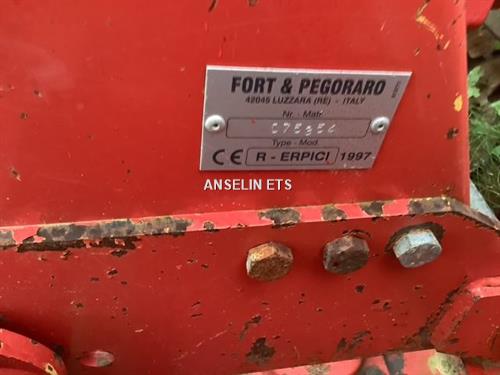 FORT & PEGORARO
42045 LUZZARA (RE) - ITALY
Nr. - Matr.
Type - Mod.
CE R - ERPICI 1997
ANSELIN ETS